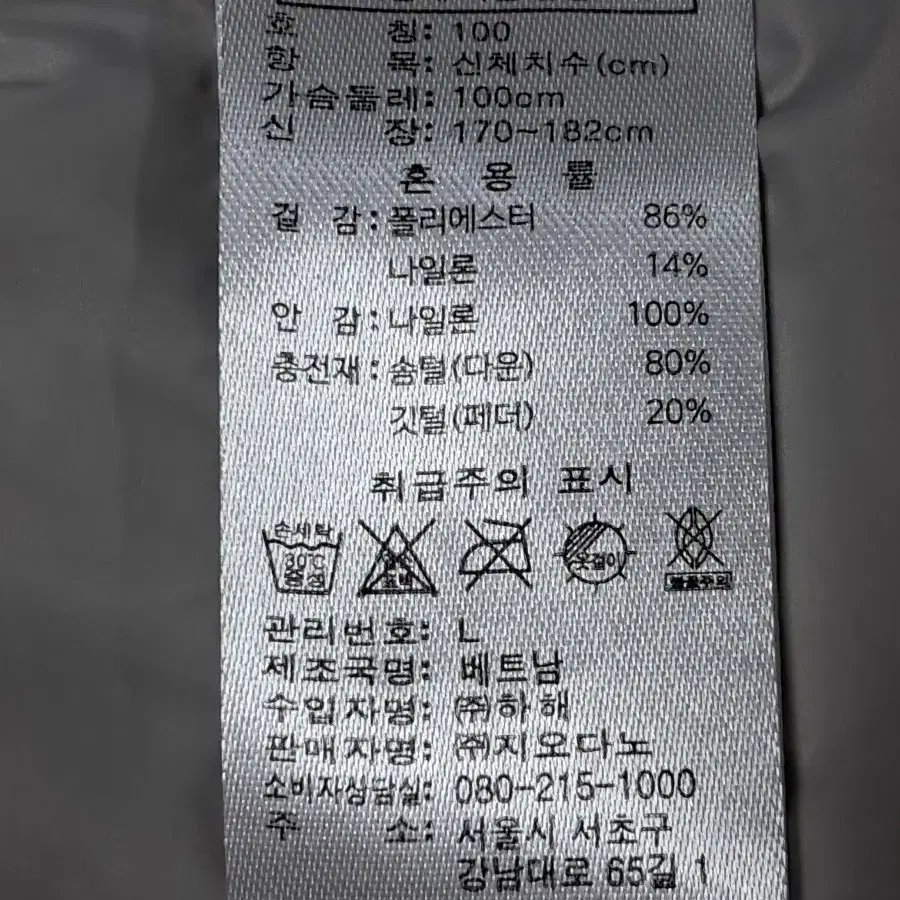 호 칭: 100
항 목: 신체치수(cm)
가슴둘레: 100cm
신 장: 170~182cm
혼 용 률
겉 감: 폴리에스터 86%
나일론 14%
안 감: 나일론 100%
충전재: 솜털(다운) 80%
깃털(페더) 20%
취급주의 표시
손세탁
30°C
중성
옷걸이
관리번호: L
제조국명: 베트남
수입자명: ㈜하해
판매자명: ㈜지오다노
소비자상담실: 080-215-1000
주 소: 서울시 서초구
강남대로 65길 1